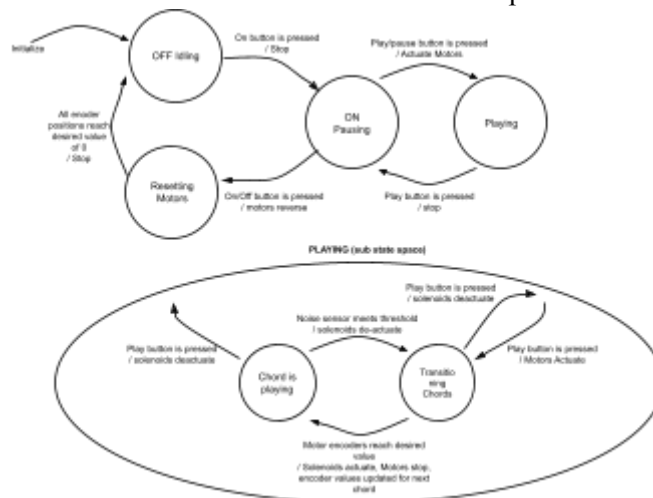 Initialize
OFF Idling
On button is pressed
/ Stop
Play/pause button is pressed
/ Actuate Motors
ON
Pausing
Playing
All enoder
positions reach
desired value
of 0
/ Stop
Resetting
Motors
On/Off button is pressed
/ motors reverse
Play button is pressed
/ stop
PLAYING (sub state space)
Play button is pressed
/ solenoids deactuate
Noise sensor meets threshold
/ solenoids de-actuate
Play button is pressed
/ solenoids deactuate
Chord is
playing
Transitio
ning
Chords
Play button is pressed
/ Motors Actuate
Motor encoders reach desired
value
/ Solenoids actuate, Motors stop,
encoder values updated for next
chord